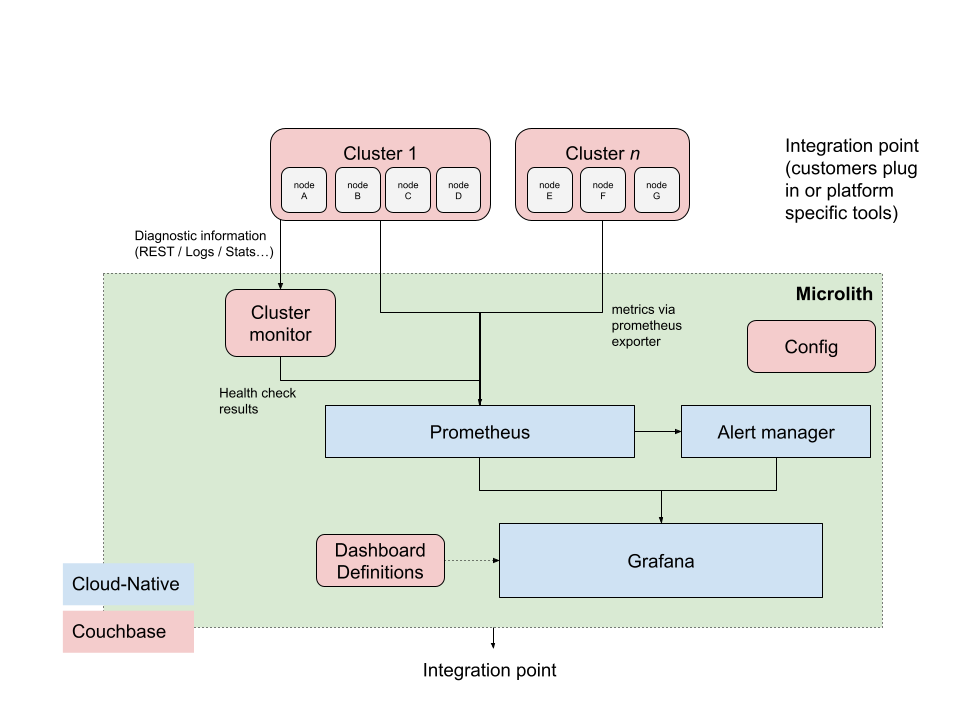 Cluster 1
node
A
node
B
node
C
node
D
Cluster n
node
E
node
F
node
G
Integration point
(customers plug
in or platform
specific tools)
Diagnostic information
(REST / Logs / Stats…)
Microlith
Cluster
monitor
metrics via
prometheus
exporter
Config
Health check
results
Prometheus
Alert manager
Dashboard
Definitions
Grafana
Cloud-Native
Couchbase
Integration point